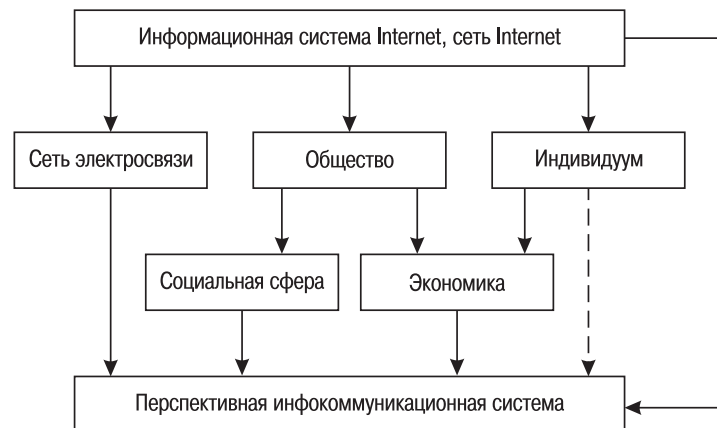 Информационная система Internet, сеть Internet
Сеть электросвязи
Общество
Индивидуум
Социальная сфера
Экономика
Перспективная инфокоммуникационная система